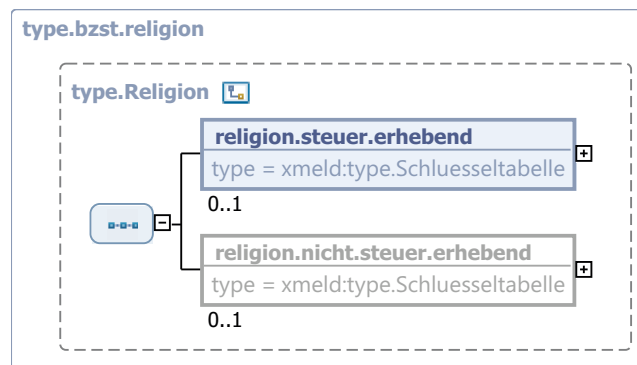 type.bzst.religion
type.Religion
religion.steuer.erhebend
type = xmeld:type.Schluesseltabelle
0..1
religion.nicht.steuer.erhebend
type = xmeld:type.Schluesseltabelle
0..1